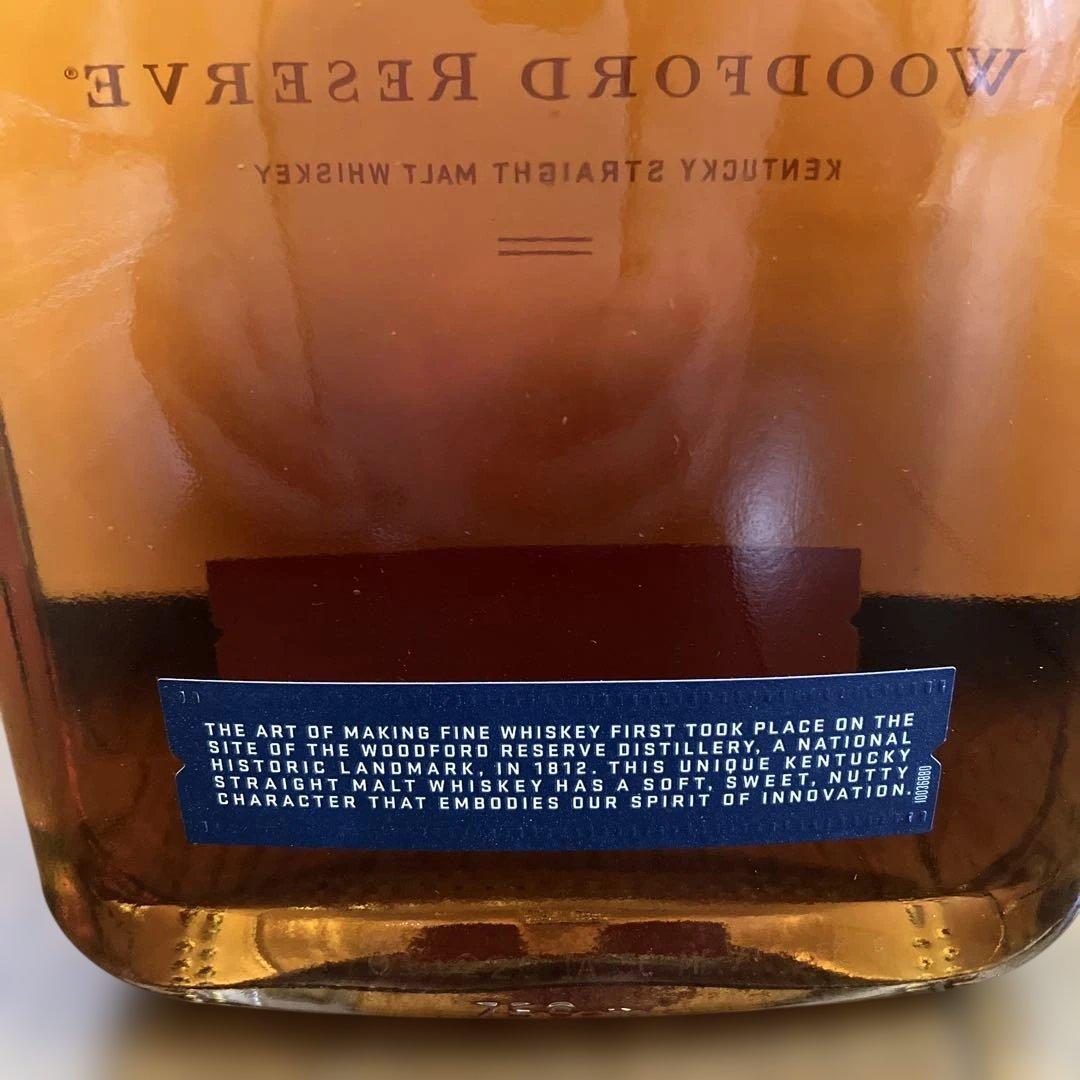 WOODFORD RESERVE®
KENTUCKY STRAIGHT MALT WHISKEY
THE ART OF MAKING FINE WHISKEY FIRST TOOK PLACE ON THE
SITE OF THE WOODFORD RESERVE DISTILLERY, A NATIONAL
HISTORIC LANDMARK, IN 1812. THIS UNIQUE KENTUCKY
STRAIGHT MALT WHISKEY HAS A SOFT, SWEET, NUTTY
CHARACTER THAT EMBODIES OUR SPIRIT OF INNOVATION.
10036880
750